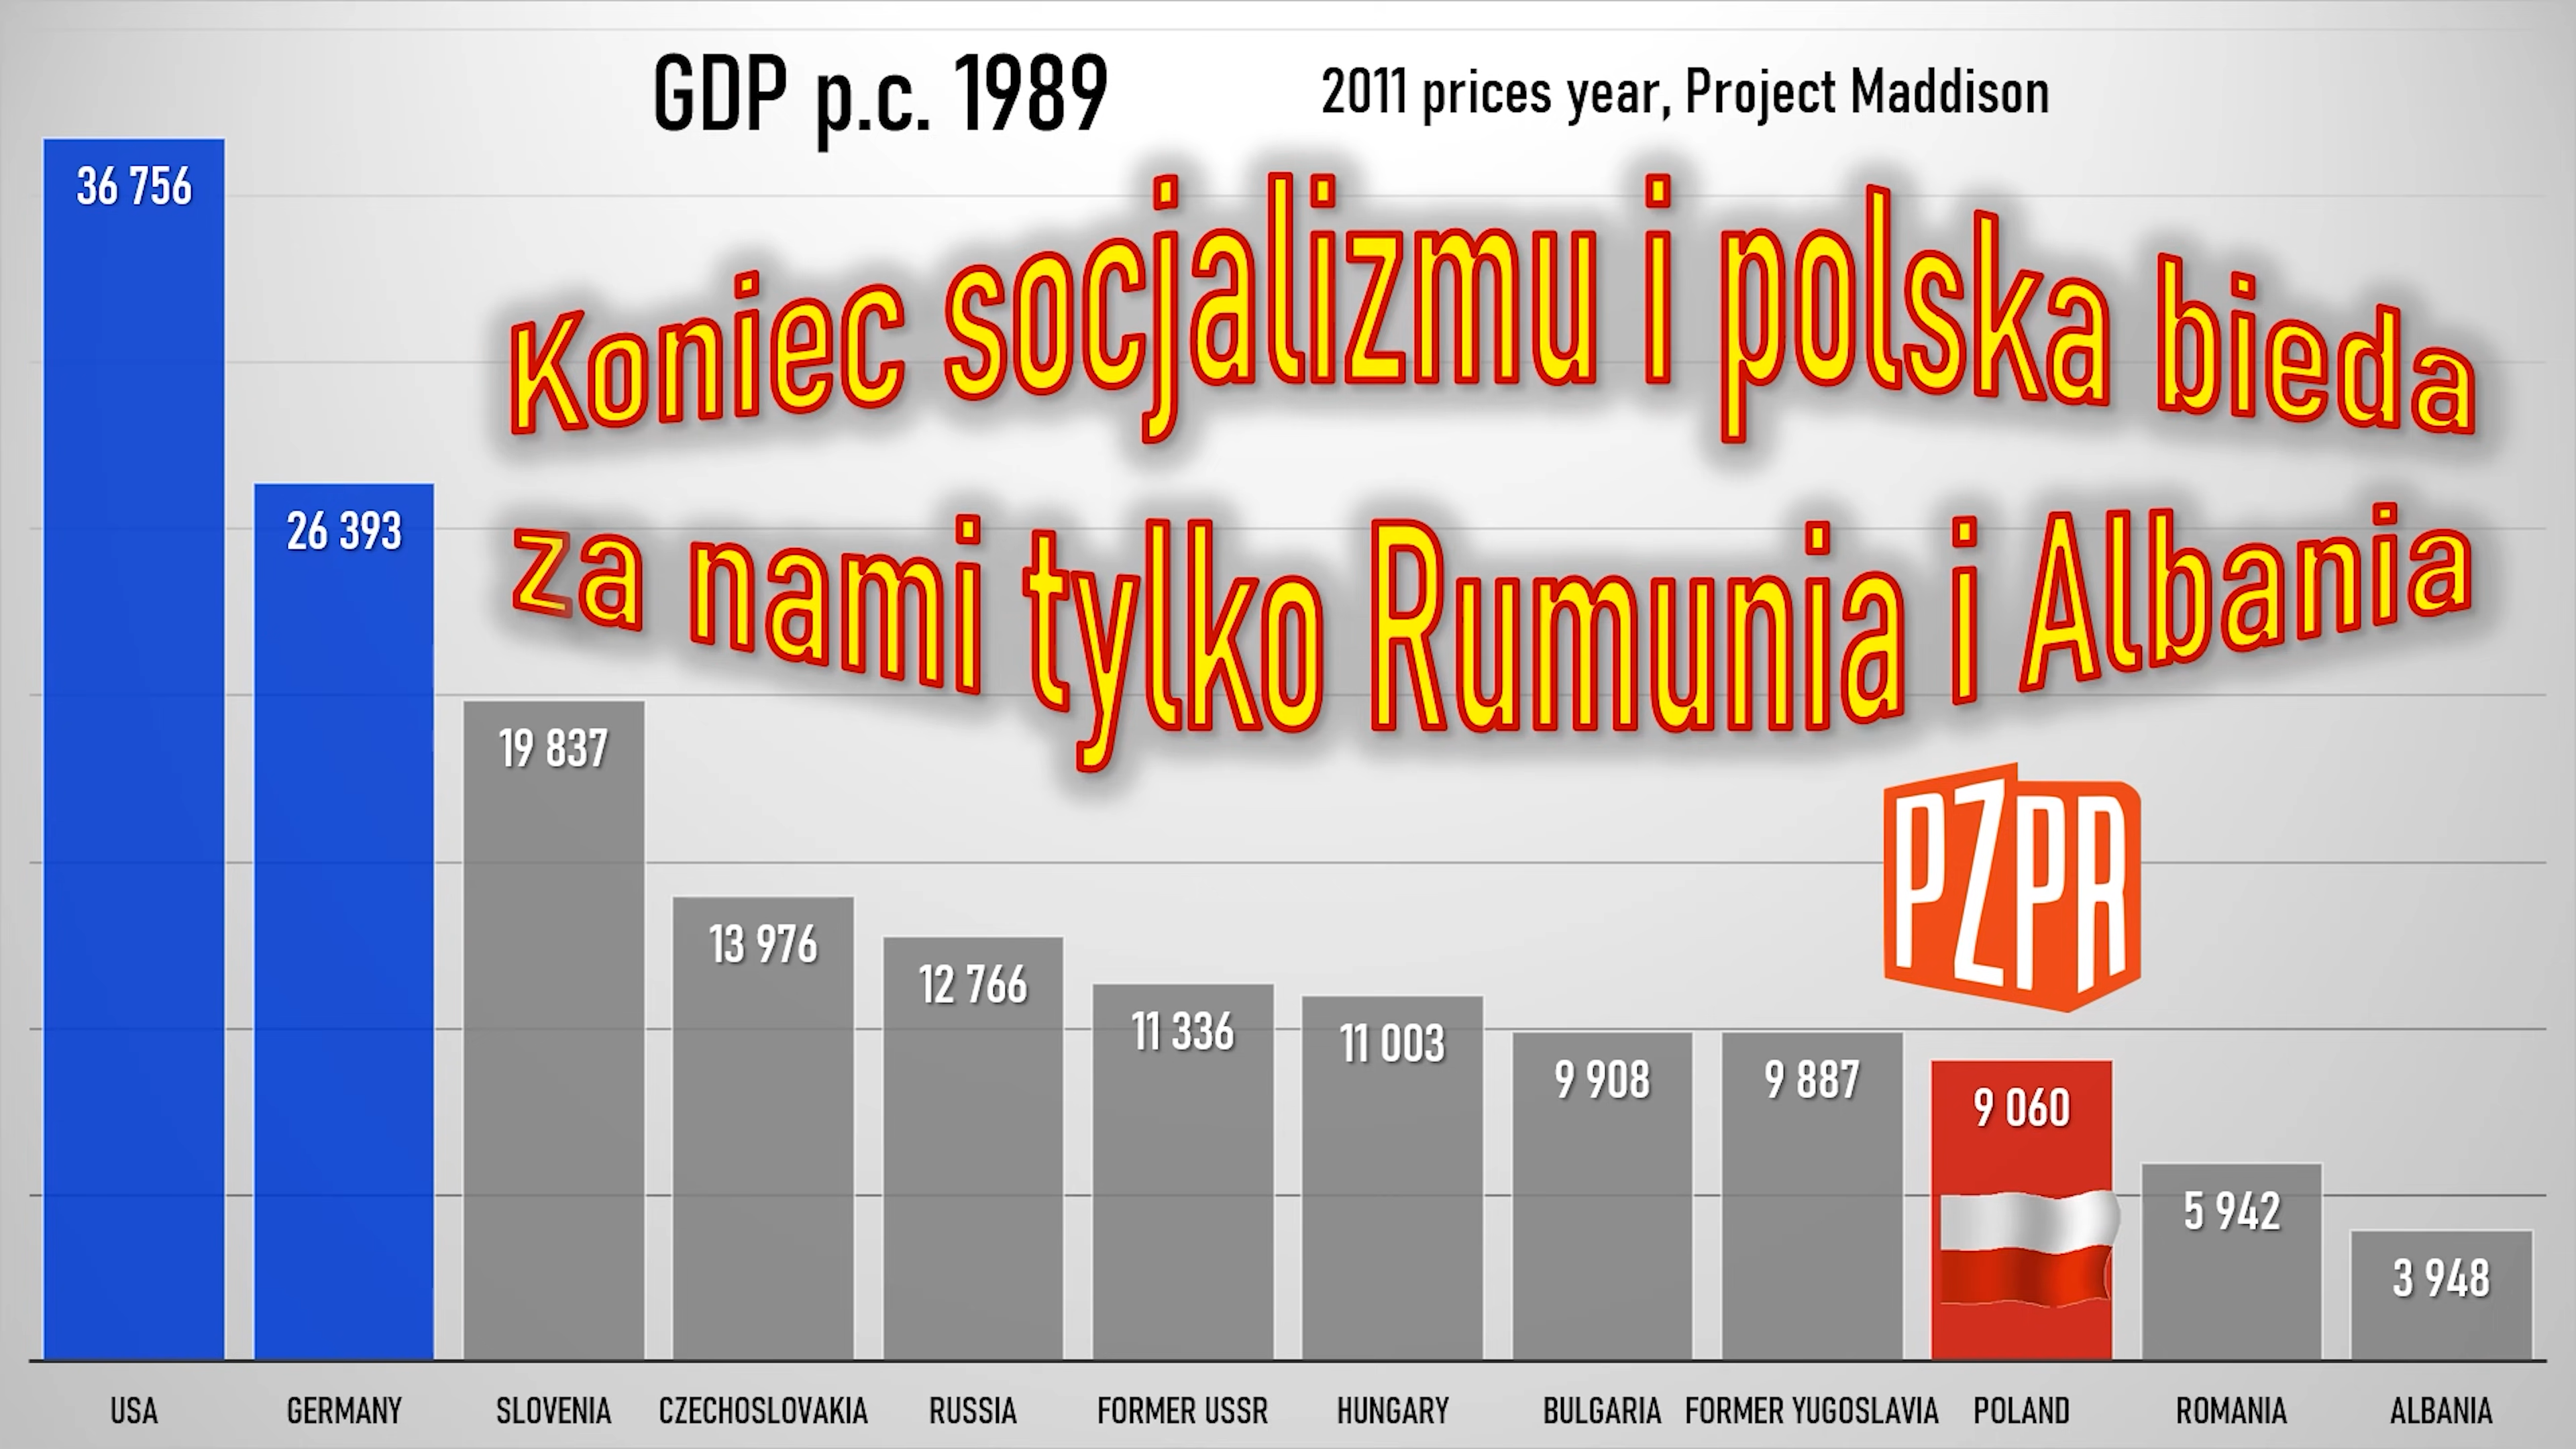 GDP p.c. 1989
2011 prices year, Project Maddison
Koniec socjalizmu i polska bieda
za nami tylko Rumunia i Albania
PZPR
36 756
26 393
19 837
13 976
12 766
11 336
11 003
9 908
9 887
9 060
5 942
3 948
USA
GERMANY
SLOVENIA
CZECHOSLOVAKIA
RUSSIA
FORMER USSR
HUNGARY
BULGARIA
FORMER YUGOSLAVIA
POLAND
ROMANIA
ALBANIA